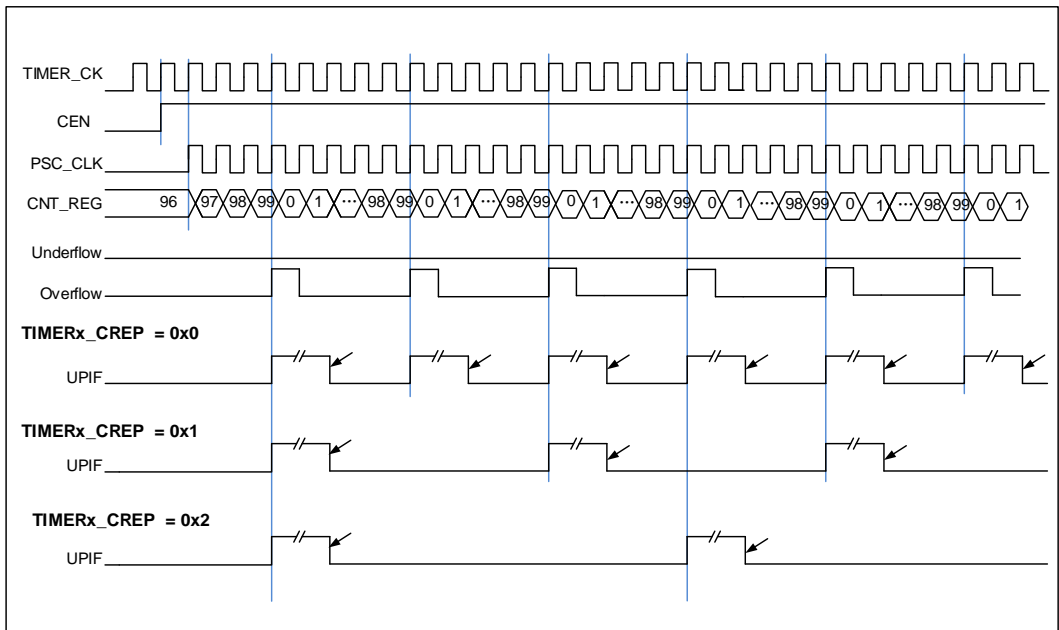 TIMER_CK
CEN
PSC_CLK
CNT_REG 96 97 98 99 0 1 ... 98 99 0 1 ... 98 99 0 1 ... 98 99 0 1 ... 98 99 0 1 ... 98 99 0 1
Underflow
Overflow
TIMERx_CREP = 0x0
UPIF
TIMERx_CREP = 0x1
UPIF
TIMERx_CREP = 0x2
UPIF